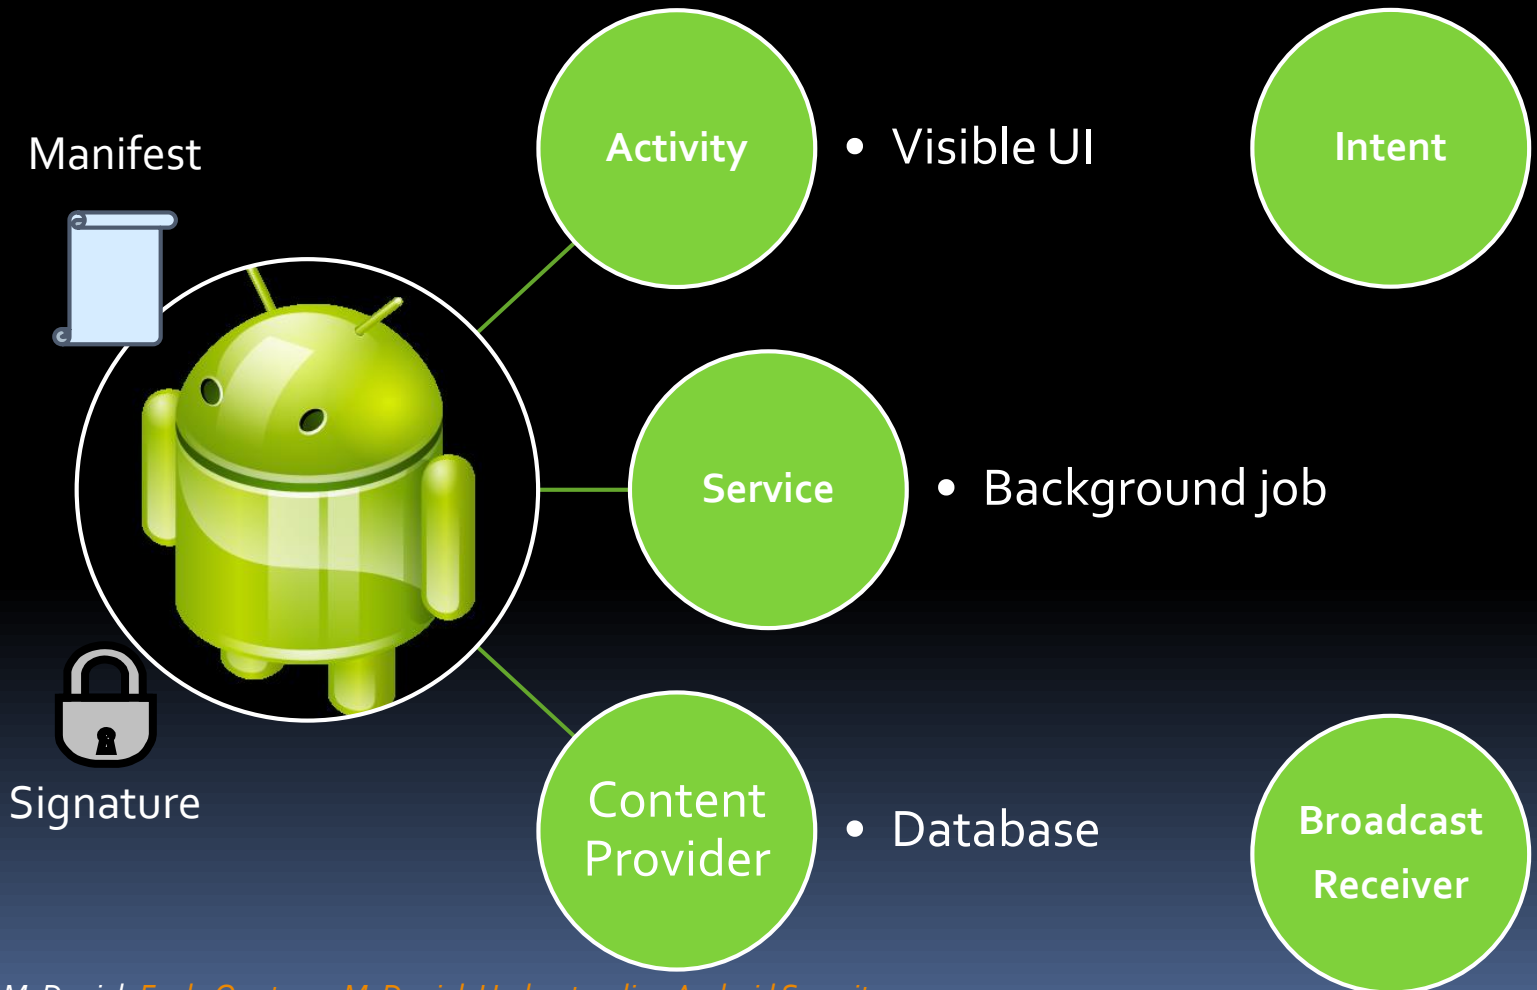 Manifest
Activity
• Visible UI
Intent
Service
• Background job
Signature
Content
Provider
• Database
Broadcast
Receiver